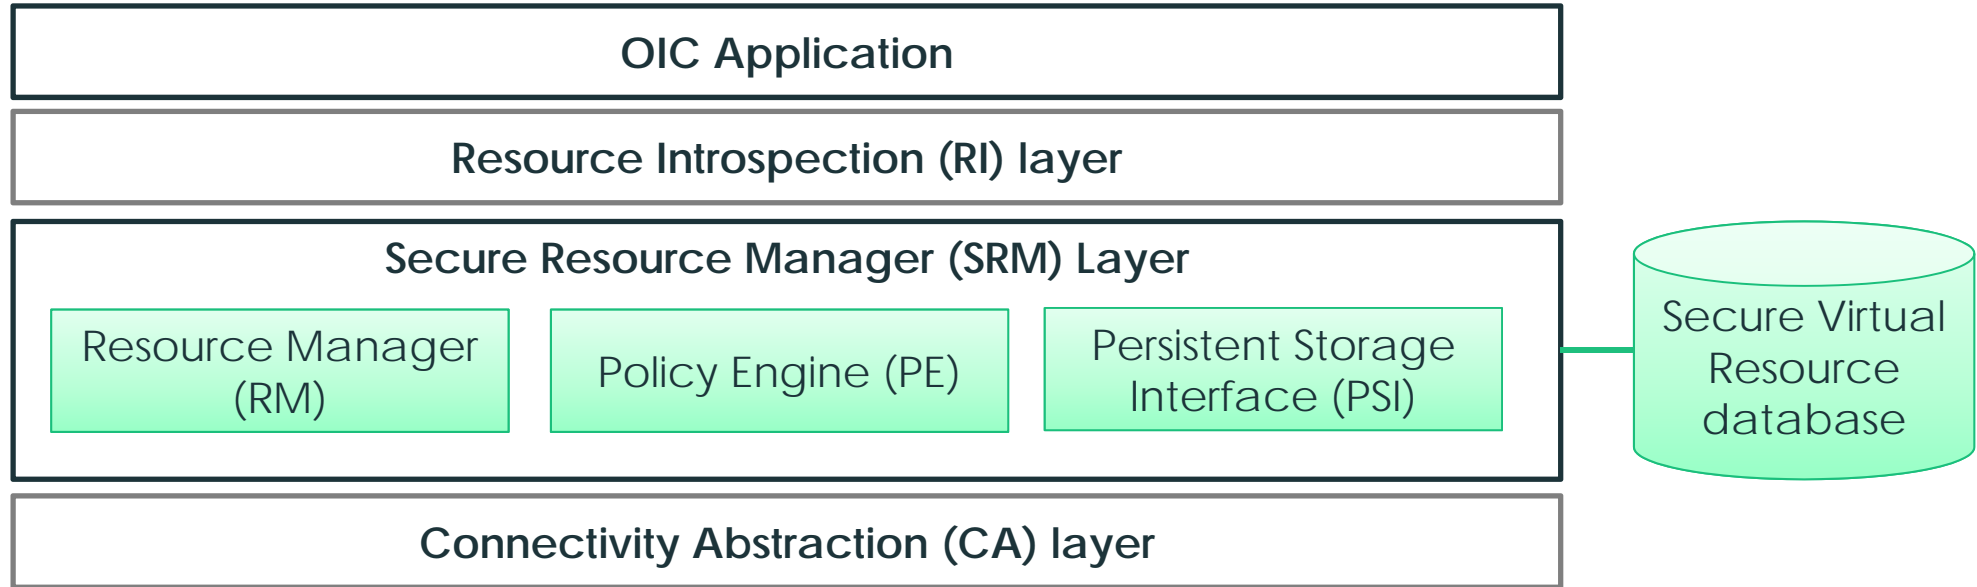 OIC Application
Resource Introspection (RI) layer
Secure Resource Manager (SRM) Layer
Resource Manager
(RM)
Policy Engine (PE)
Persistent Storage
Interface (PSI)
Secure Virtual
Resource
database
Connectivity Abstraction (CA) layer